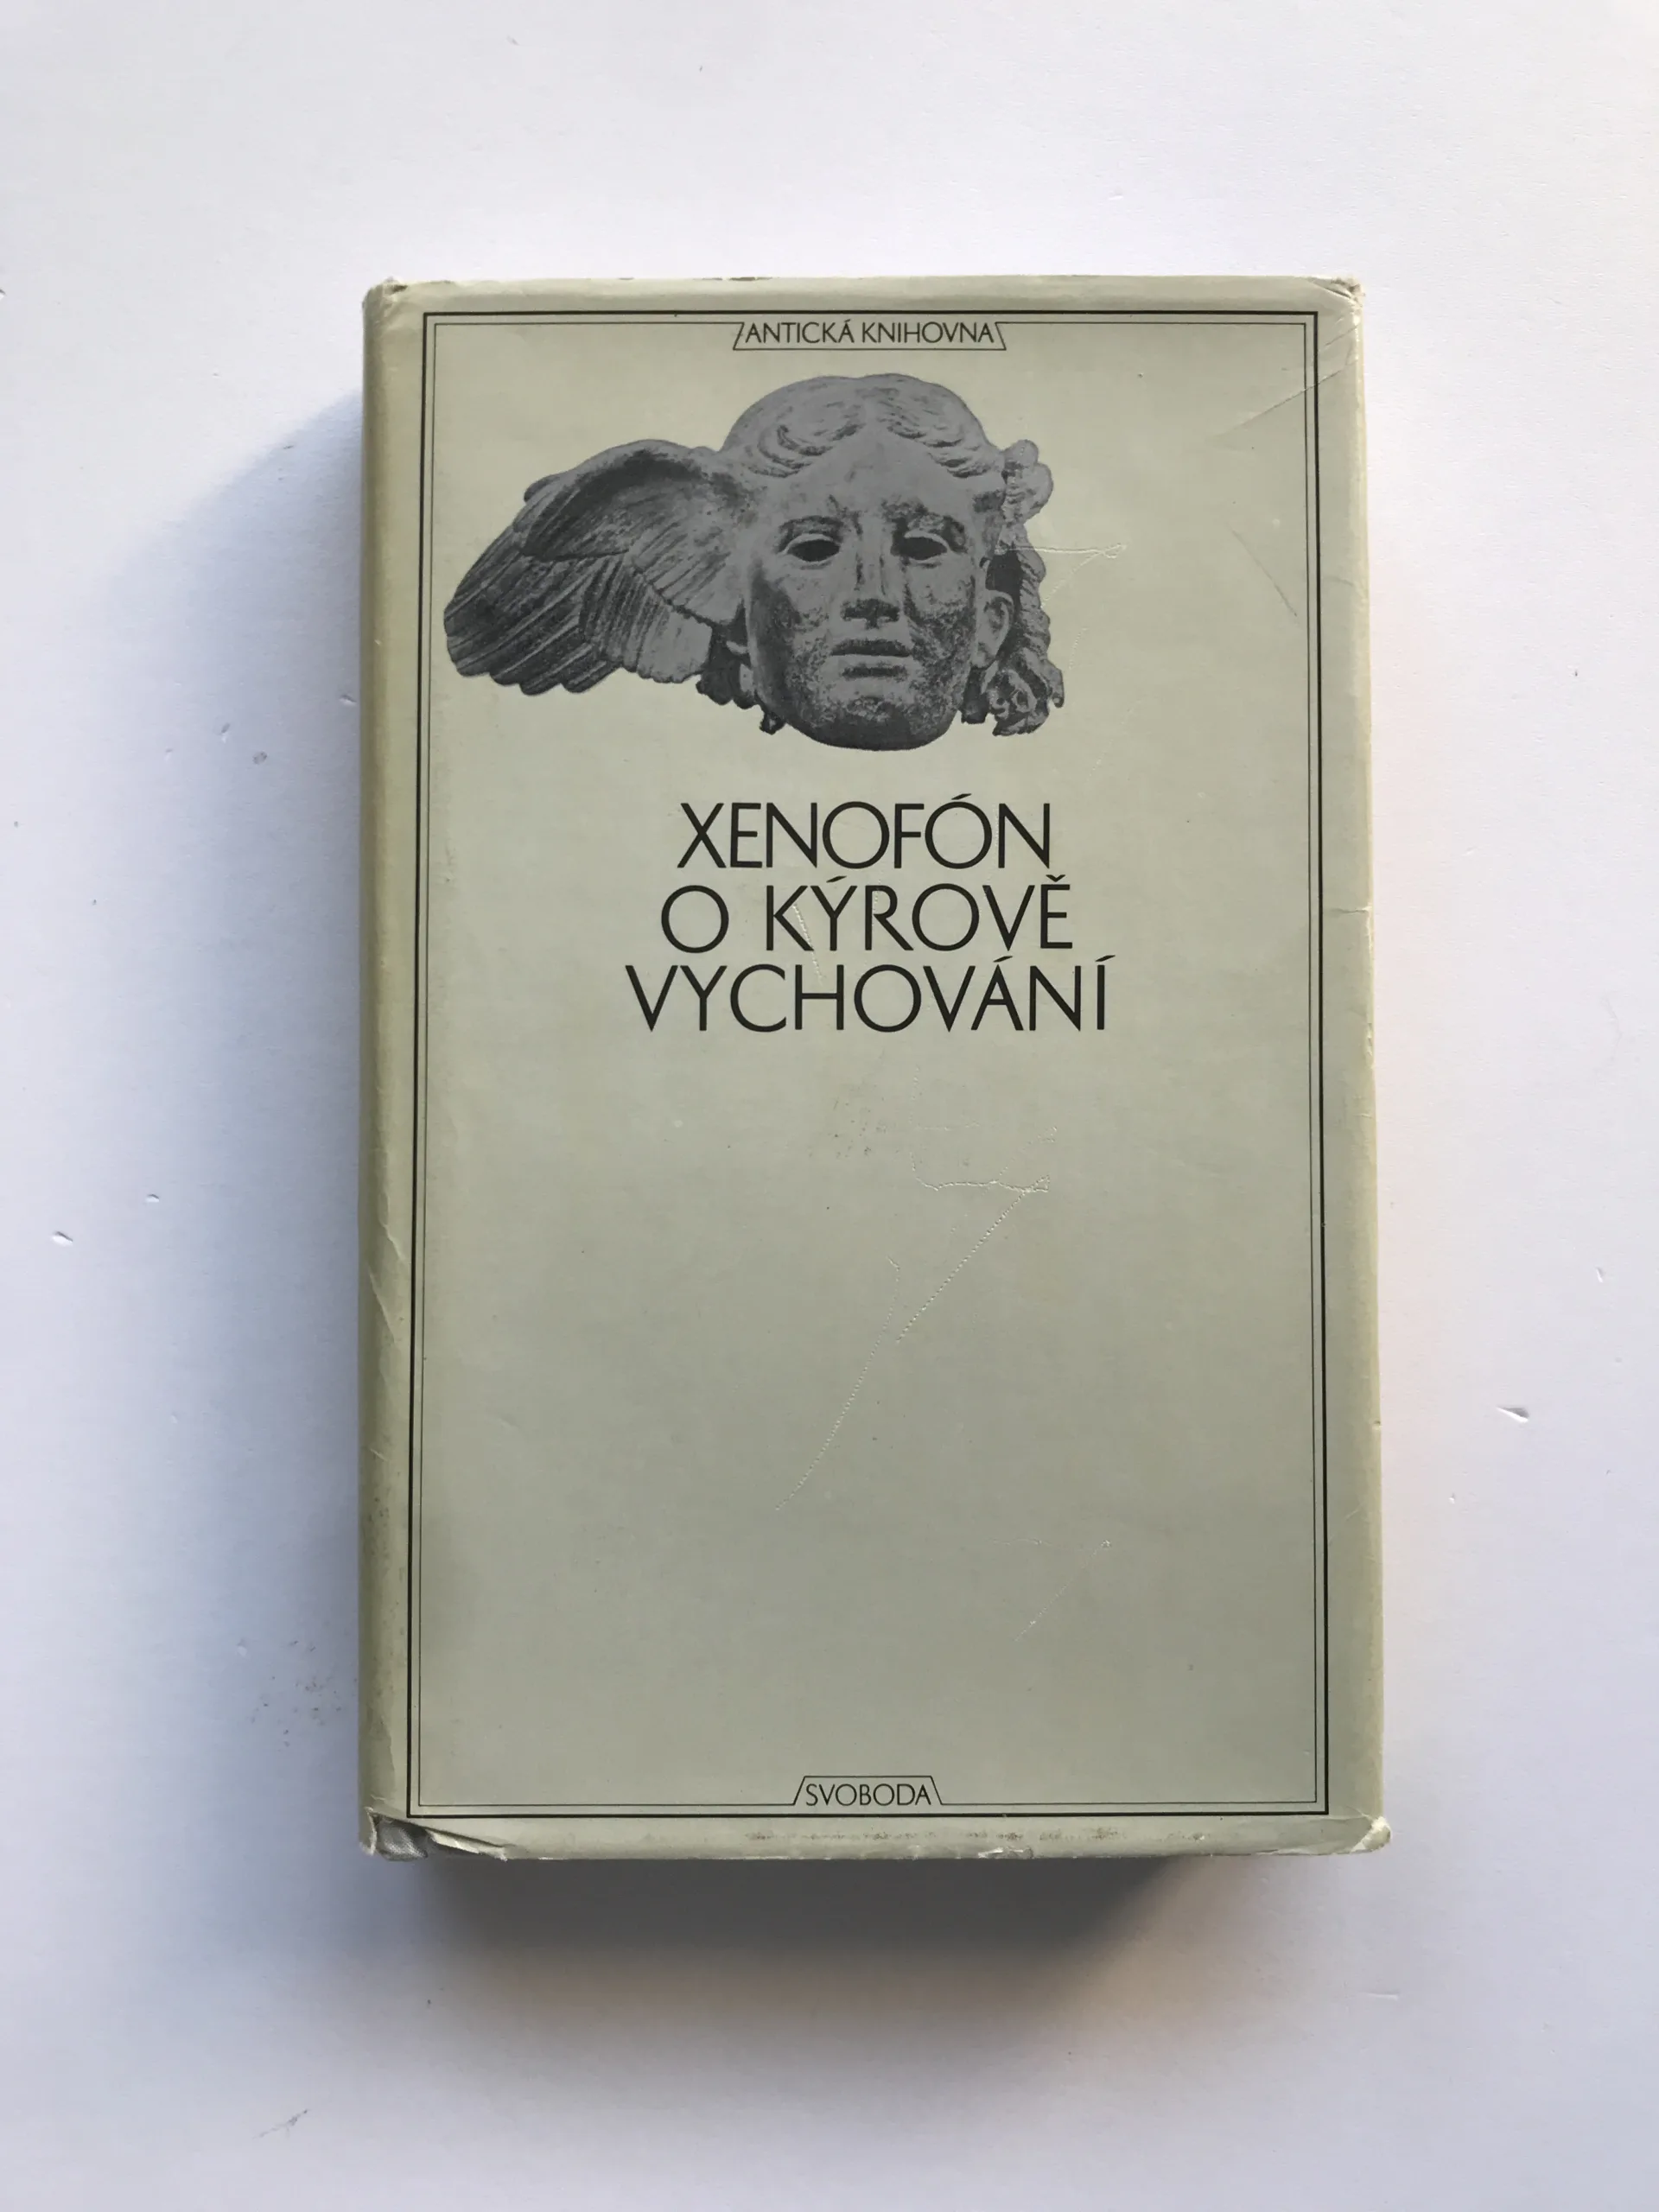 ANTICKÁ KNIHOVNA
XENOFÓN
O KÝROVĚ
VYCHOVÁNÍ
SVOBODA